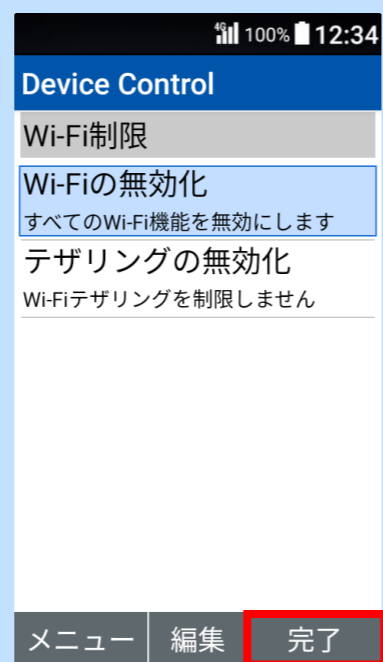 4G 100% 12:34
Device Control
Wi-Fi制限
Wi-Fiの無効化
すべてのWi-Fi機能を無効にします
テザリングの無効化
Wi-Fiテザリングを制限しません
メニュー 編集 完了